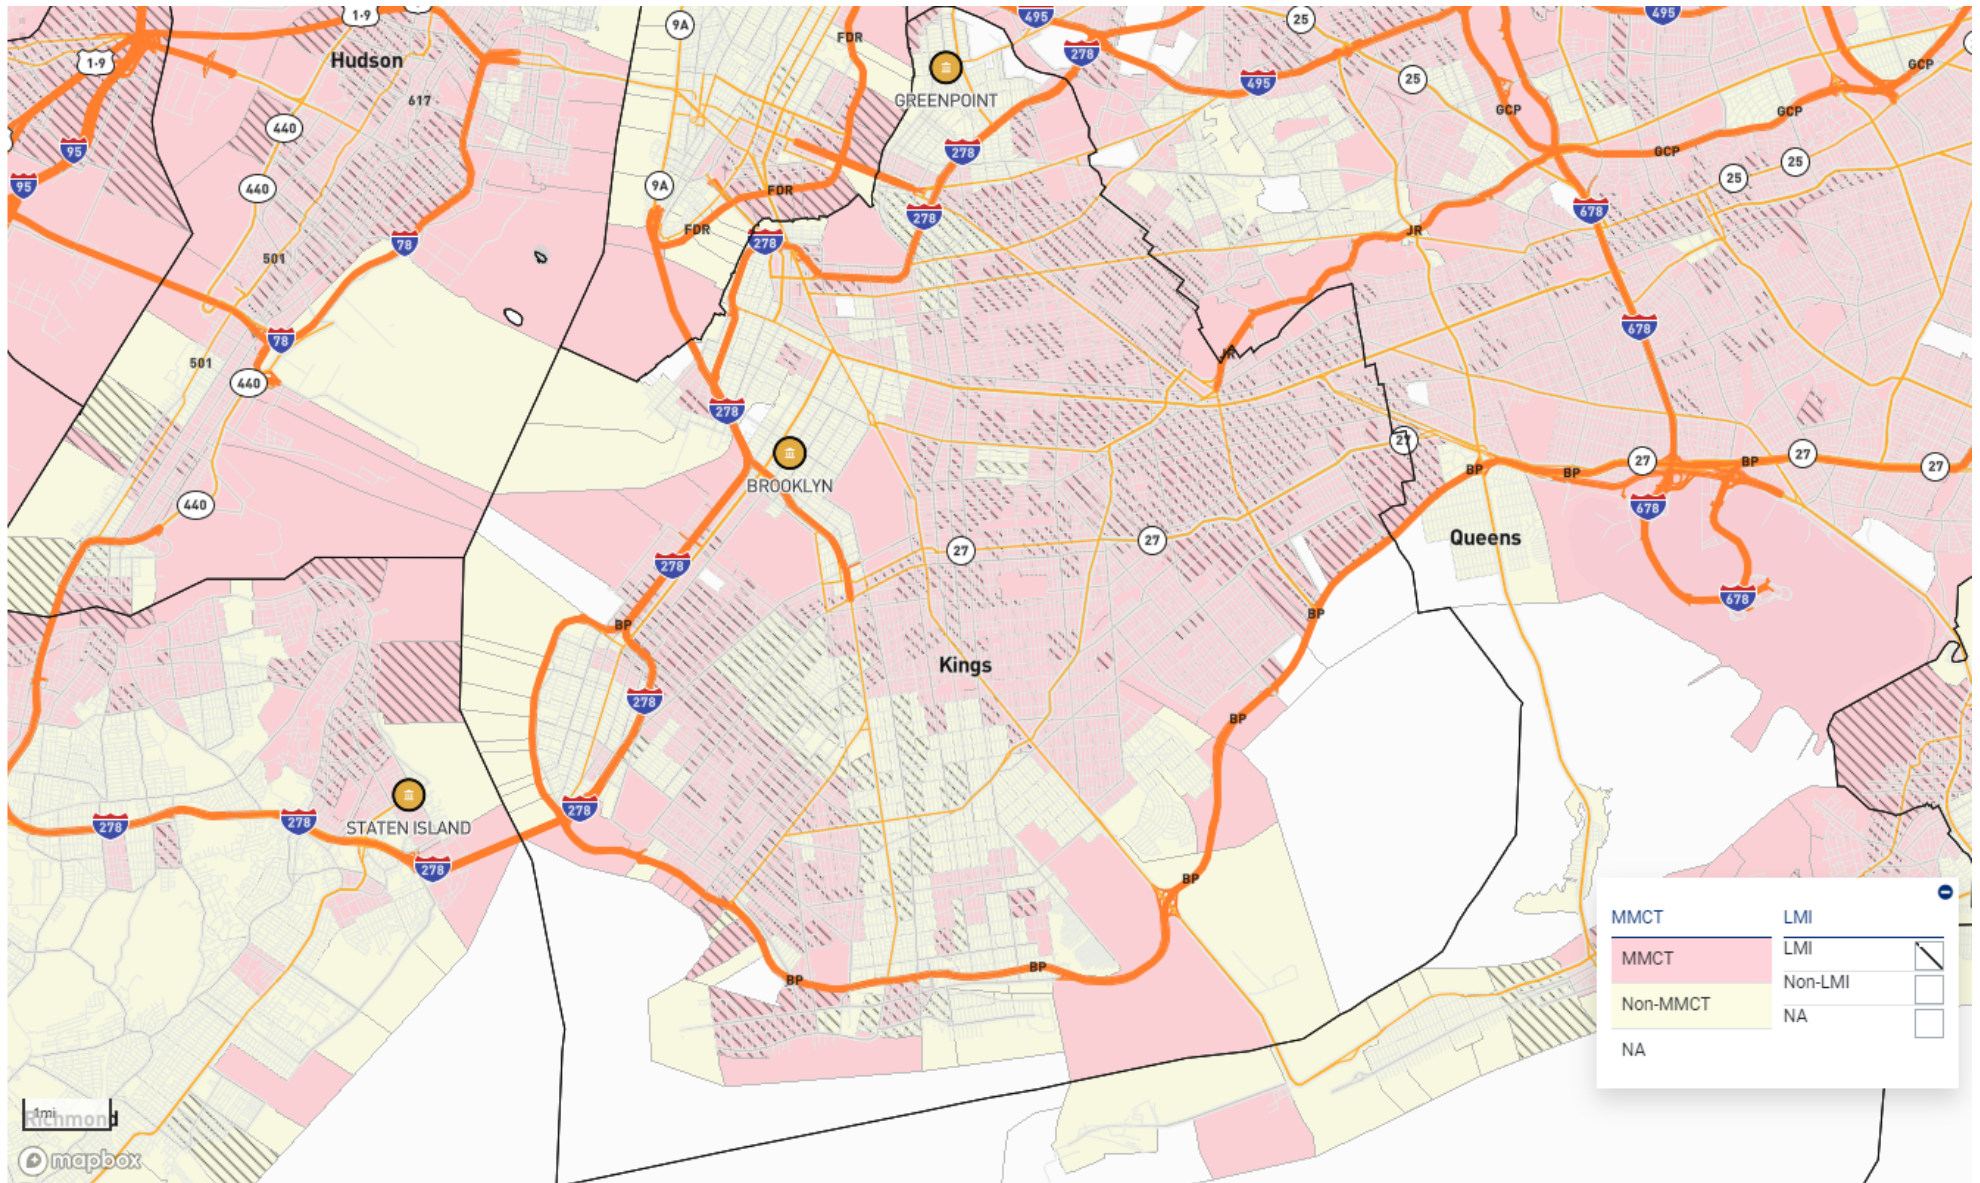 1-9
9A
FDR
495
25
495
Hudson
1-9
278
GREENPOINT
495
25
GCP
GCP
617
GCP
440
95
278
25
25
95
440
9A
FDR
278
678
FDR
278
JR
78
501
78
678
501
JR
440
278
27
BROOKLYN
BP
27
BP
BP
27
27
440
678
27
27
Queens
278
678
BP
BP
Kings
278
BP
STATEN ISLAND
278
278
278
278
BP
BP
BP
BP
MMCT
LMI
MMCT
LMI
Non-LMI
Non-MMCT
NA
NA
1mi
Richmond
mapbox